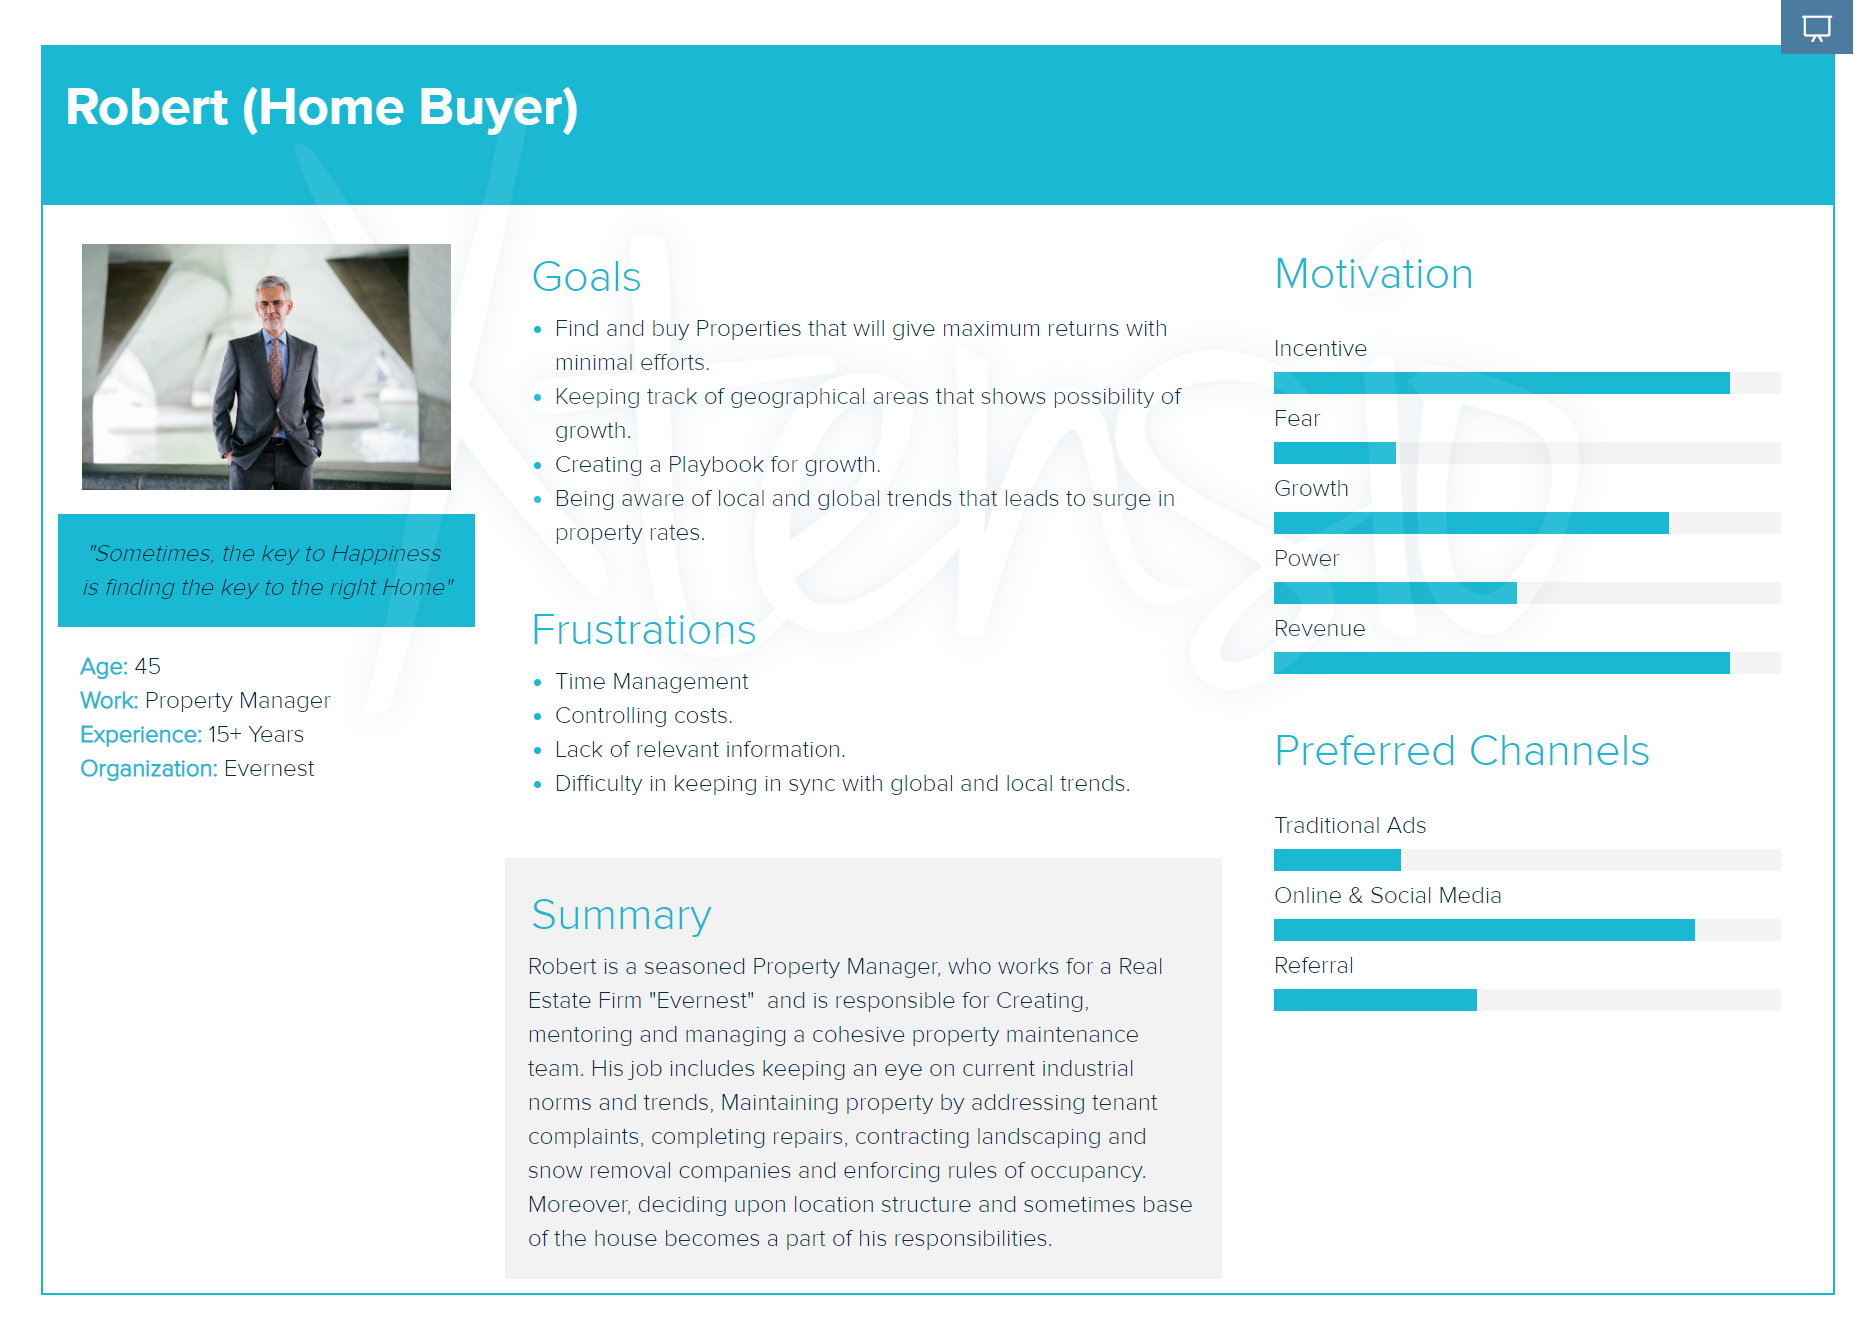 Robert (Home Buyer)
"Sometimes, the key to Happiness
is finding the key to the right Home"
Age: 45
Work: Property Manager
Experience: 15+ Years
Organization: Evernest
Goals
• Find and buy Properties that will give maximum returns with
minimal efforts.
• Keeping track of geographical areas that shows possibility of
growth.
• Creating a Playbook for growth.
• Being aware of local and global trends that leads to surge in
property rates.
Frustrations
• Time Management
• Controlling costs.
• Lack of relevant information.
• Difficulty in keeping in sync with global and local trends.
Summary
Robert is a seasoned Property Manager, who works for a Real
Estate Firm "Evernest"  and is responsible for Creating,
mentoring and managing a cohesive property maintenance
team. His job includes keeping an eye on current industrial
norms and trends, Maintaining property by addressing tenant
complaints, completing repairs, contracting landscaping and
snow removal companies and enforcing rules of occupancy.
Moreover, deciding upon location structure and sometimes base
of the house becomes a part of his responsibilities.
Motivation
Incentive
Fear
Growth
Power
Revenue
Preferred Channels
Traditional Ads
Online & Social Media
Referral
Xtensio